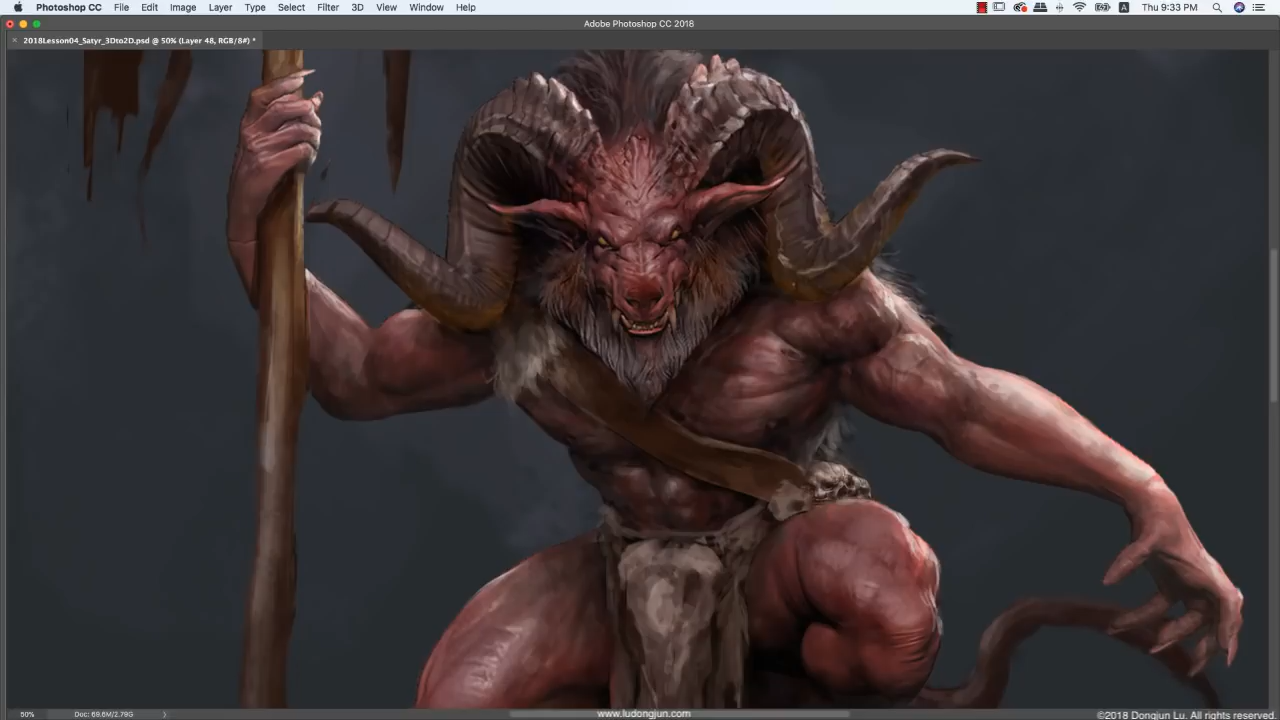 Photoshop CC File Edit Image Layer Type Select Filter 3D View Window Help A Thu 9:33 PM
Adobe Photoshop CC 2018
× 2018Lesson04_Satyr_3Dto2D.psd @ 50% (Layer 48, RGB/8#) *
50% Doc: 69.6M/2.79G
www.ludongjun.com
©2018 Dongjun Lu. All rights reserved